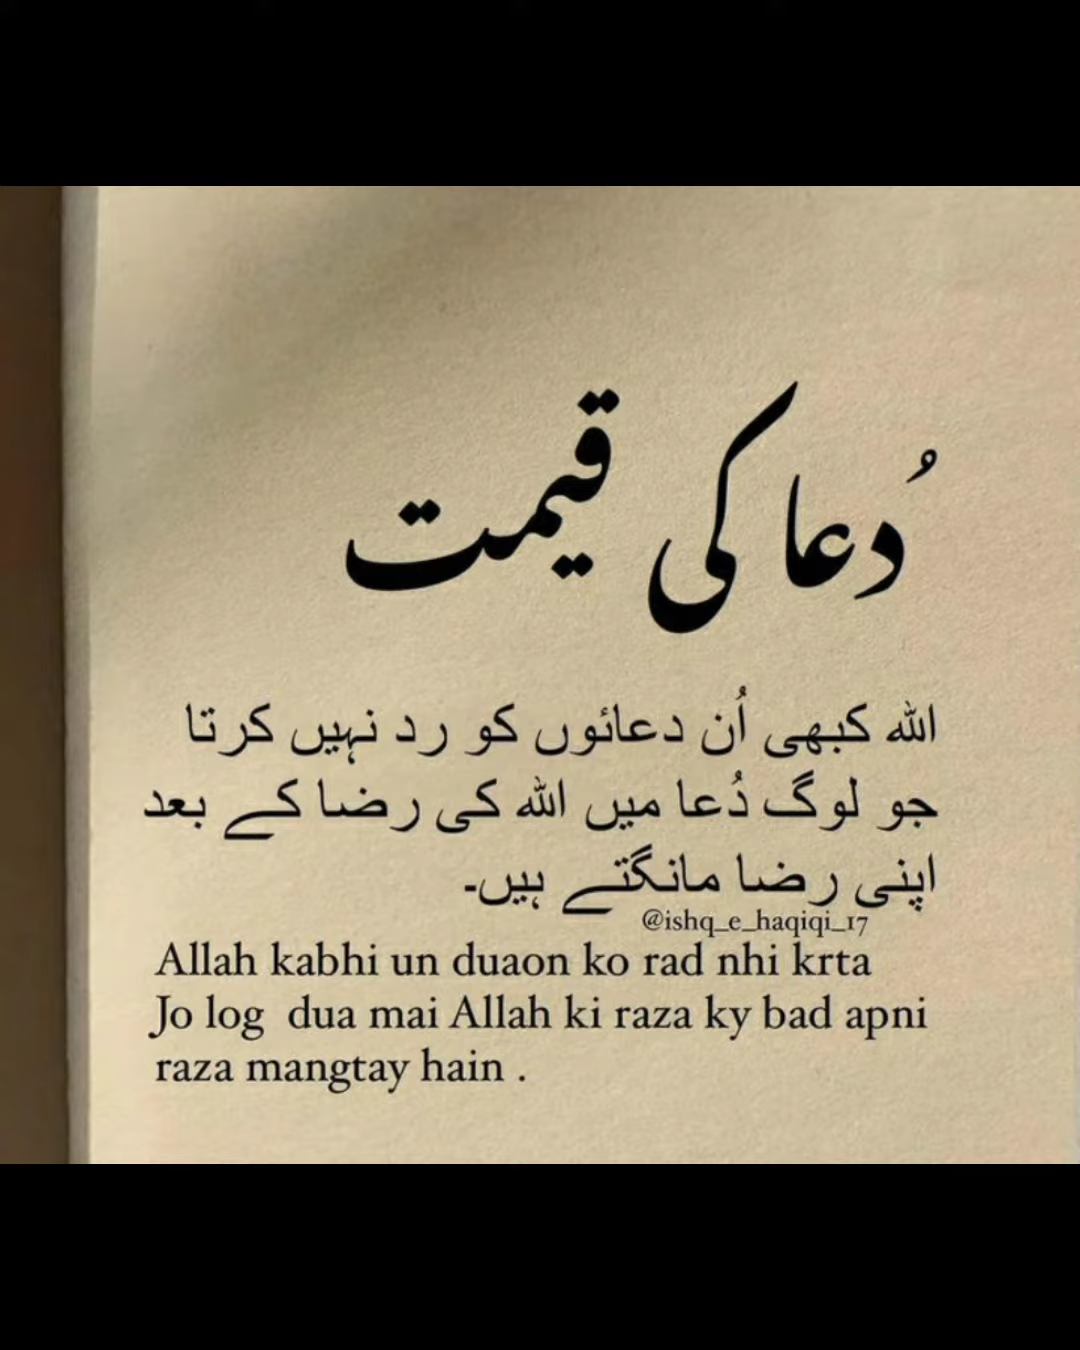 دُعا کی قیمت
اللہ کبھی اُن دعائوں کو رد نہیں کرتا
جو لوگ دُعا میں اللہ کی رضا کے بعد
اپنی رضا مانگتے ہیں۔
@ishq_e_haqiqi_17
Allah kabhi un duaon ko rad nhi krta
Jo log dua mai Allah ki raza ky bad apni
raza mangtay hain .